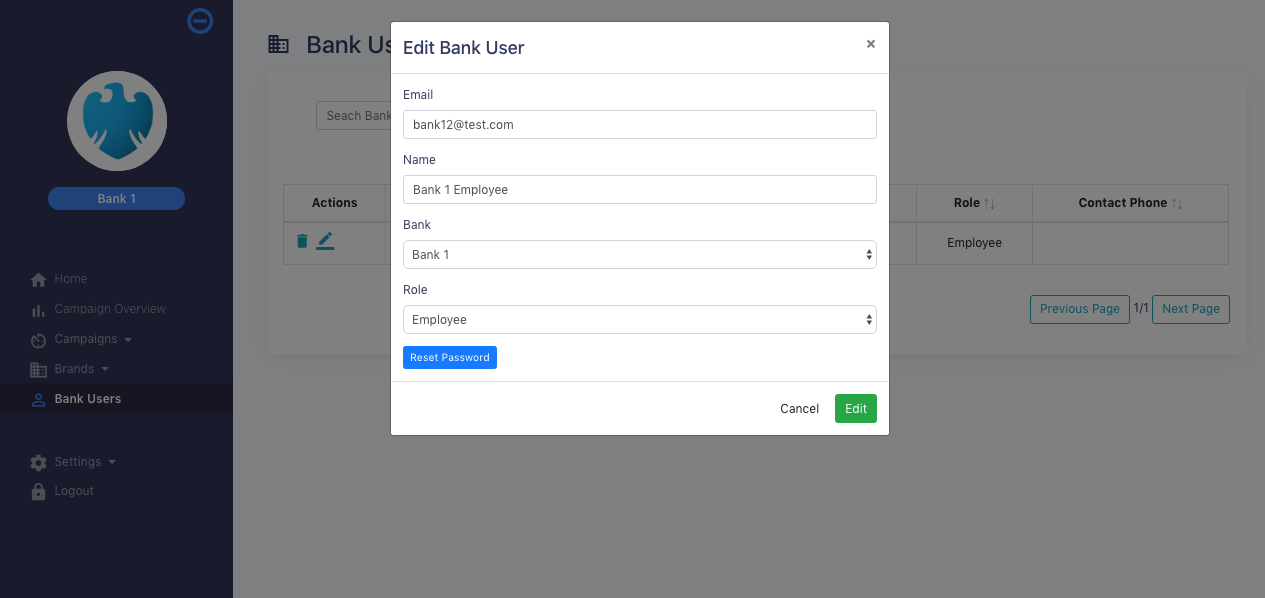 Bank 1
Home
Campaign Overview
Campaigns
Brands
Bank Users
Settings
Logout
Bank Us
Seach Bank
Actions
Role
Contact Phone
Employee
Previous Page 1/1 Next Page
Edit Bank User
×
Email
bank12@test.com
Name
Bank 1 Employee
Bank
Bank 1
Role
Employee
Reset Password
Cancel Edit